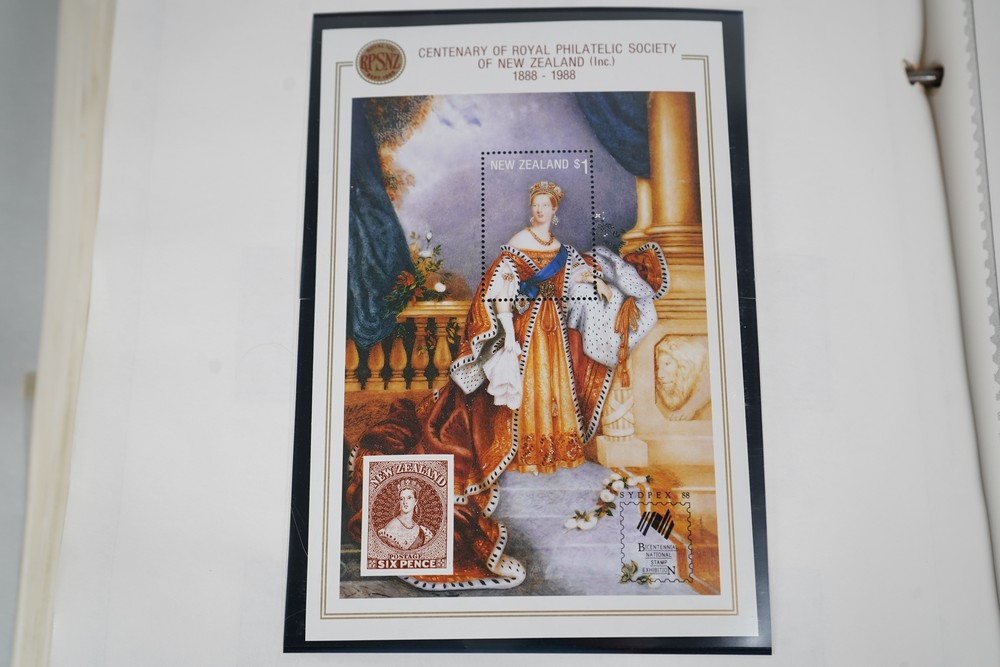 RPSNZ
CENTENARY OF ROYAL PHILATELIC SOCIETY
OF NEW ZEALAND (Inc.)
1888 - 1988
NEW ZEALAND $1
NEW ZEALAND
POSTAGE
SIX PENCE
SYDPEX 88
BICENTENNIAL
NATIONAL
STAMP
EXHIBITION